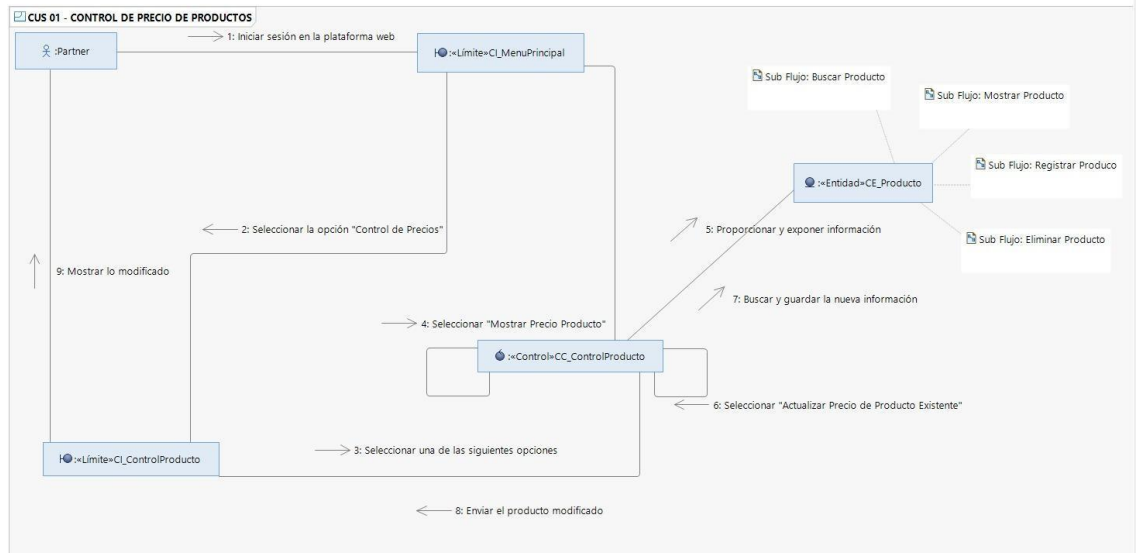 CUS 01 - CONTROL DE PRECIO DE PRODUCTOS
:Partner
1: Iniciar sesión en la plataforma web
:«Límite»CI_MenuPrincipal
Sub Flujo: Buscar Producto
Sub Flujo: Mostrar Producto
Sub Flujo: Registrar Produco
:«Entidad»CE_Producto
2: Seleccionar la opción "Control de Precios"
5: Proporcionar y exponer información
Sub Flujo: Eliminar Producto
9: Mostrar lo modificado
7: Buscar y guardar la nueva información
4: Seleccionar "Mostrar Precio Producto"
:«Control»CC_ControlProducto
6: Seleccionar "Actualizar Precio de Producto Existente"
:«Límite»CI_ControlProducto
3: Seleccionar una de las siguientes opciones
8: Enviar el producto modificado